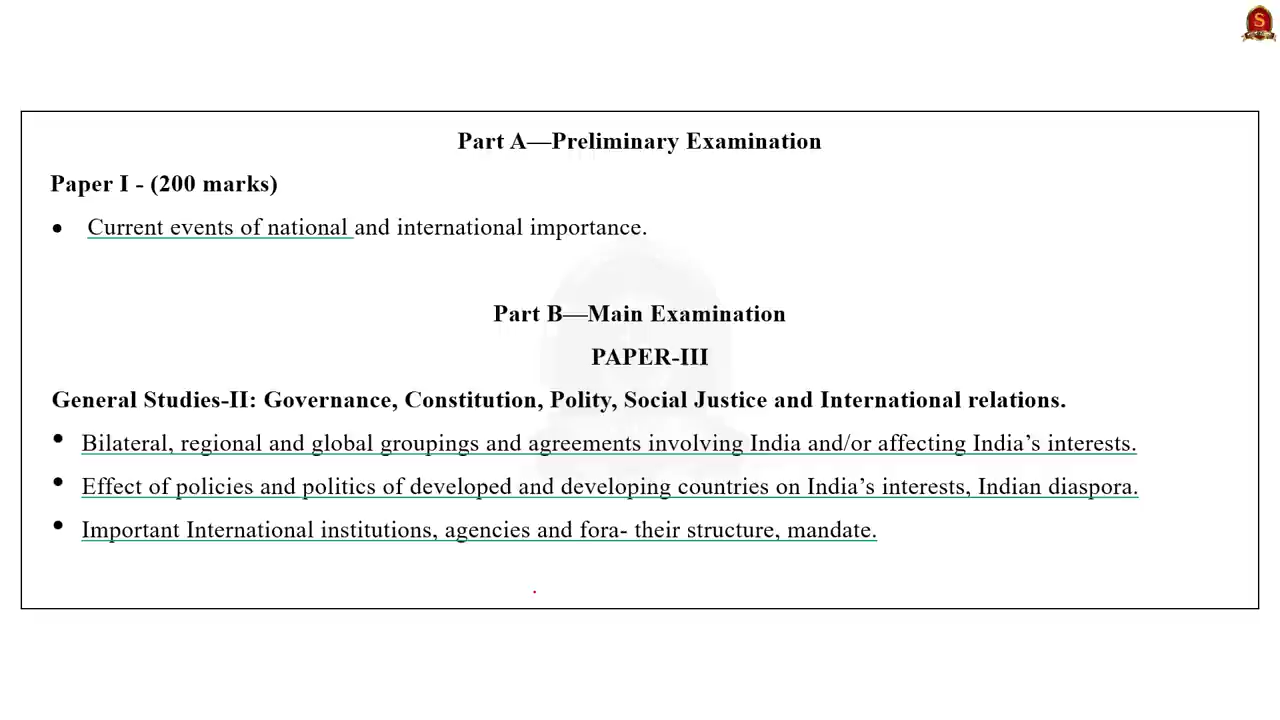 S
Part A—Preliminary Examination
Paper I - (200 marks)
• Current events of national and international importance.
Part B—Main Examination
PAPER-III
General Studies-II: Governance, Constitution, Polity, Social Justice and International relations.
• Bilateral, regional and global groupings and agreements involving India and/or affecting India’s interests.
• Effect of policies and politics of developed and developing countries on India’s interests, Indian diaspora.
• Important International institutions, agencies and fora- their structure, mandate.